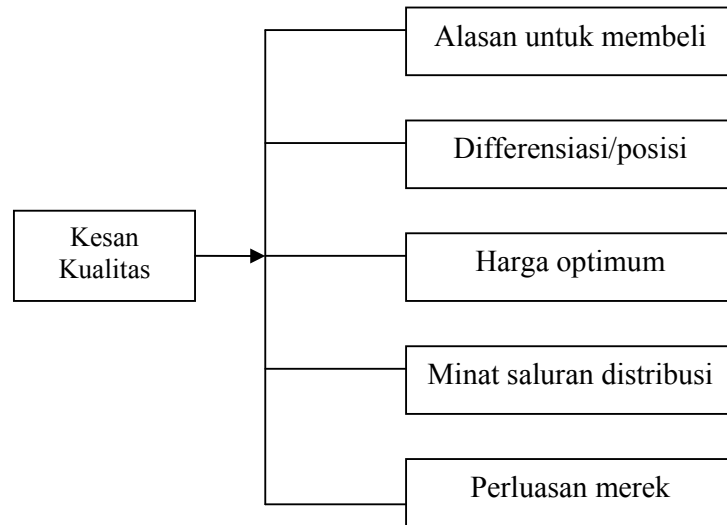 Alasan untuk membeli
Differensiasi/posisi
Kesan
Kualitas
Harga optimum
Minat saluran distribusi
Perluasan merek